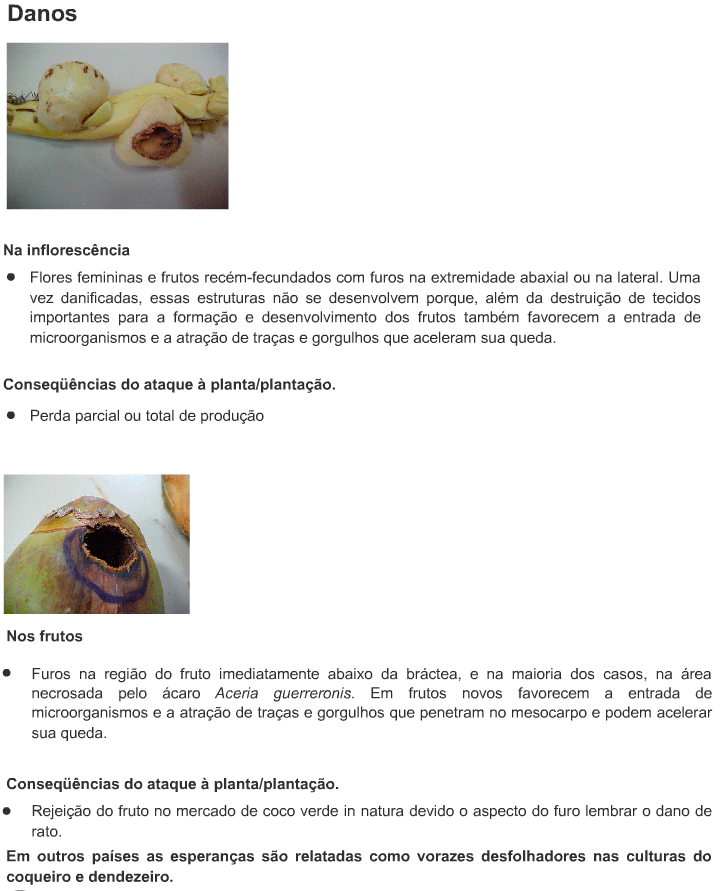 Danos
Na inflorescência
● Flores femininas e frutos recém-fecundados com furos na extremidade abaxial ou na lateral. Uma
vez danificadas, essas estruturas não se desenvolvem porque, além da destruição de tecidos
importantes para a formação e desenvolvimento dos frutos também favorecem a entrada de
microorganismos e a atração de traças e gorgulhos que aceleram sua queda.
Conseqüências do ataque à planta/plantação.
● Perda parcial ou total de produção
Nos frutos
● Furos na região do fruto imediatamente abaixo da bráctea, e na maioria dos casos, na área
necrosada pelo ácaro Aceria guerreronis. Em frutos novos favorecem a entrada de
microorganismos e a atração de traças e gorgulhos que penetram no mesocarpo e podem acelerar
sua queda.
Conseqüências do ataque à planta/plantação.
● Rejeição do fruto no mercado de coco verde in natura devido o aspecto do furo lembrar o dano de
rato.
Em outros países as esperanças são relatadas como vorazes desfolhadores nas culturas do
coqueiro e dendezeiro.